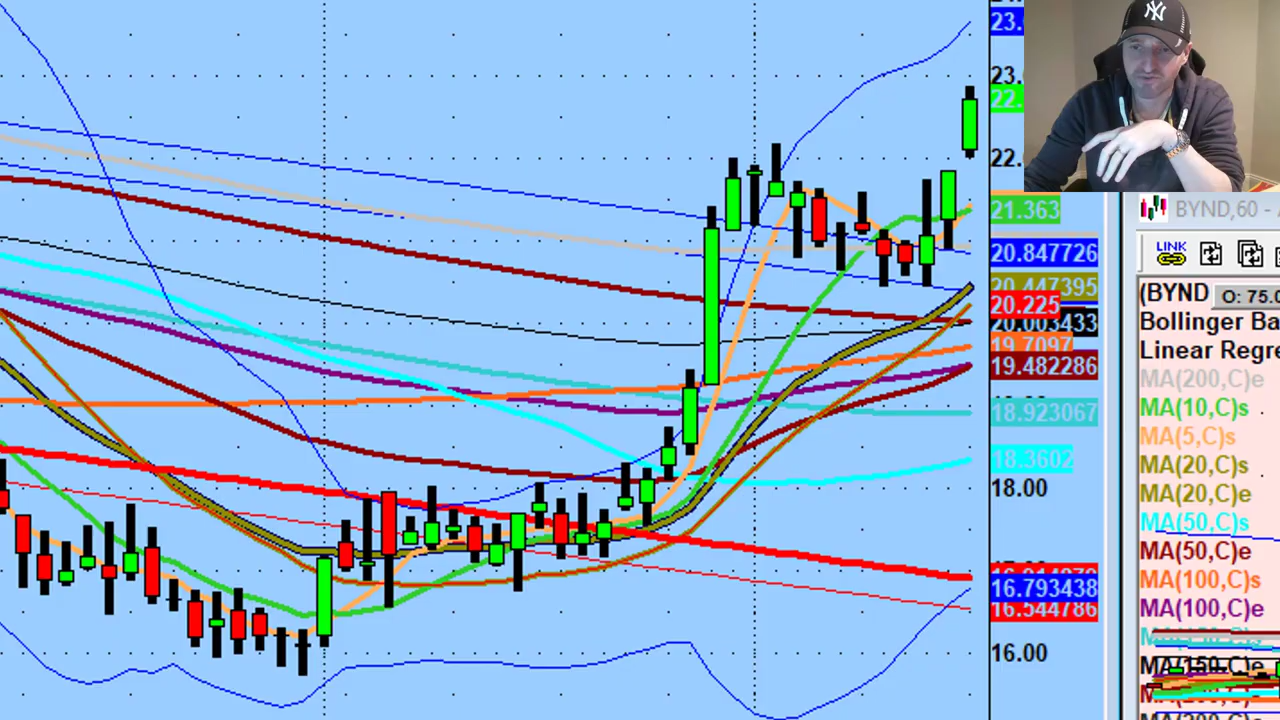 23.
23.
22.
22.
21.363
20.847726
20.447395
20.225
20.003433
19.7097
19.482286
18.923067
18.3602
18.00
16.793438
16.544786
16.00
NY
BYND,60 -
LINK
(BYND O: 75.0
Bollinger Ba
Linear Regre
MA(200,C)e
MA(10,C)s
MA(5,C)s
MA(20,C)s
MA(20,C)e
MA(50,C)s
MA(50,C)e
MA(100,C)s
MA(100,C)e
MA(150,C)e